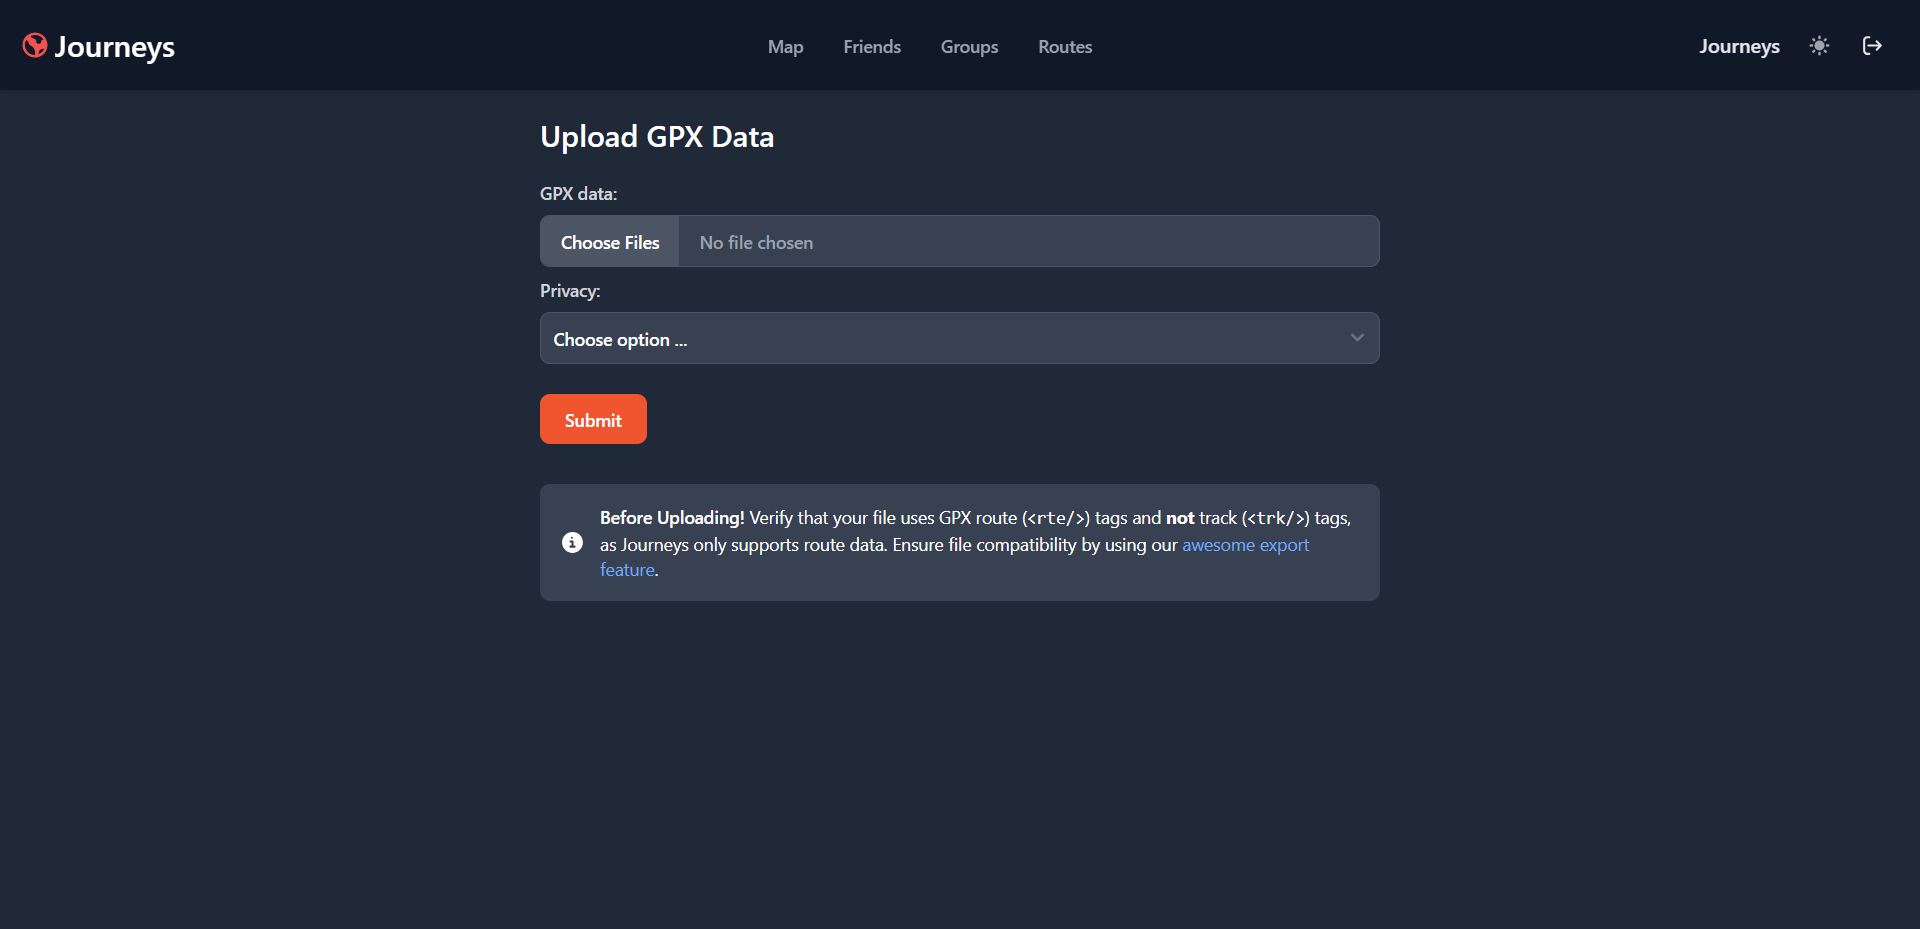 Journeys
Map Friends Groups Routes
Journeys
Upload GPX Data
GPX data:
Choose Files No file chosen
Privacy:
Choose option ...
Submit
Before Uploading! Verify that your file uses GPX route (<rte/>) tags and not track (<trk/>) tags,
as Journeys only supports route data. Ensure file compatibility by using our awesome export
feature.